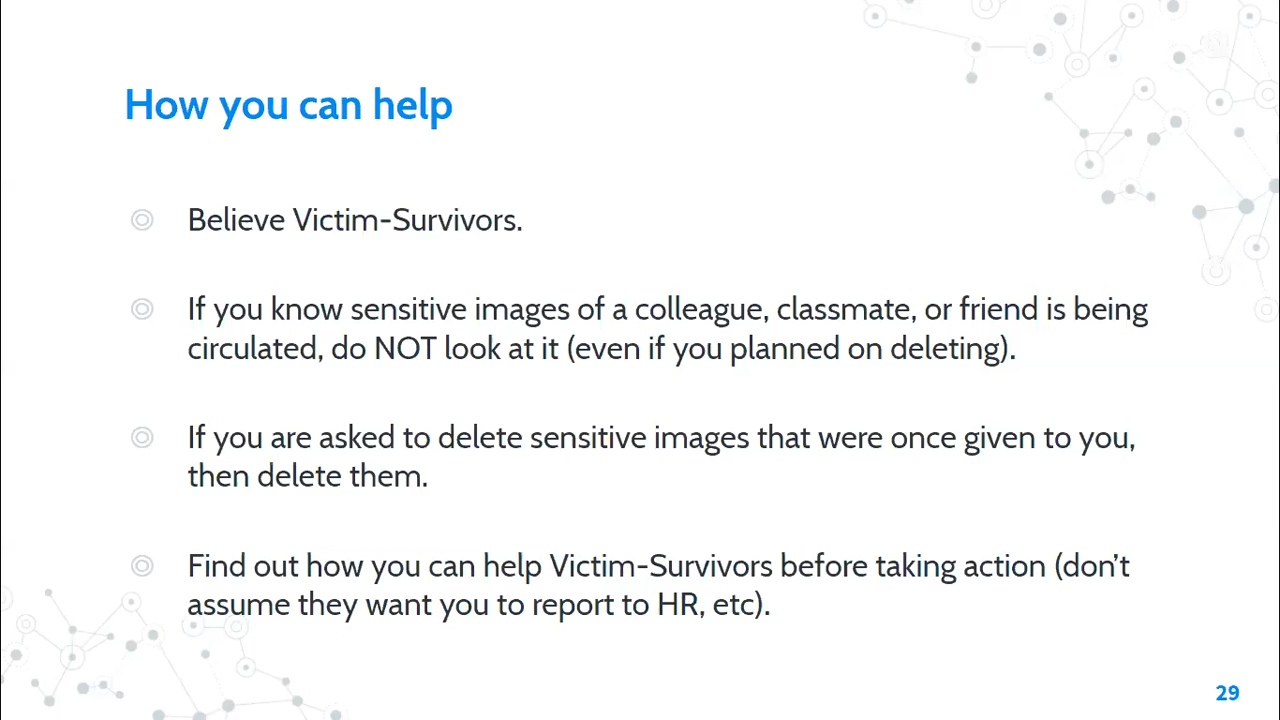 How you can help
Believe Victim-Survivors.
If you know sensitive images of a colleague, classmate, or friend is being
circulated, do NOT look at it (even if you planned on deleting).
If you are asked to delete sensitive images that were once given to you,
then delete them.
Find out how you can help Victim-Survivors before taking action (don’t
assume they want you to report to HR, etc).
29